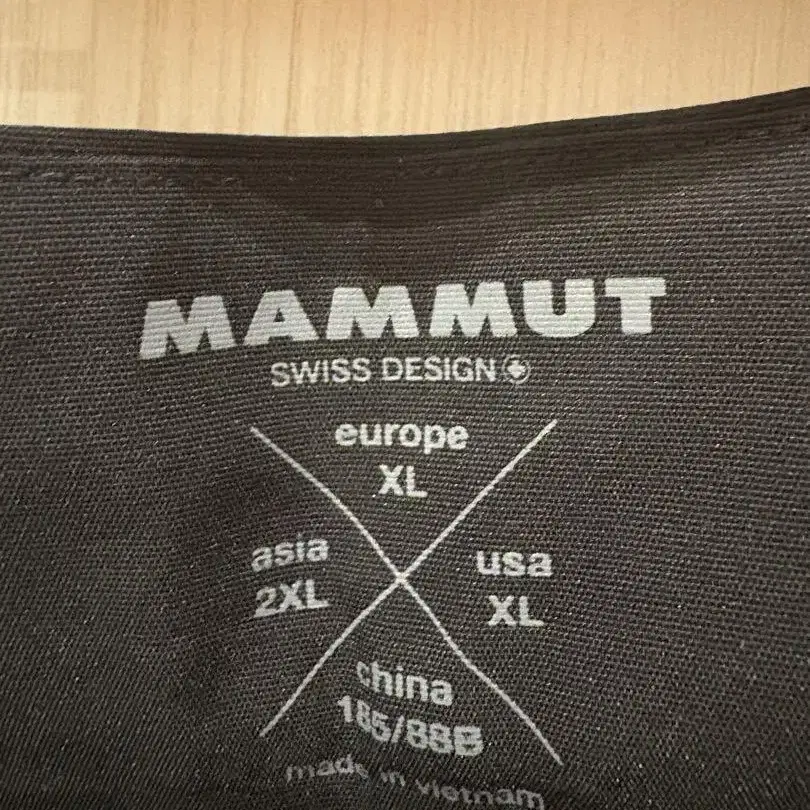 MAMMUT
SWISS DESIGN
europe
XL
asia
2XL
usa
XL
china
185/88B
made in vietnam